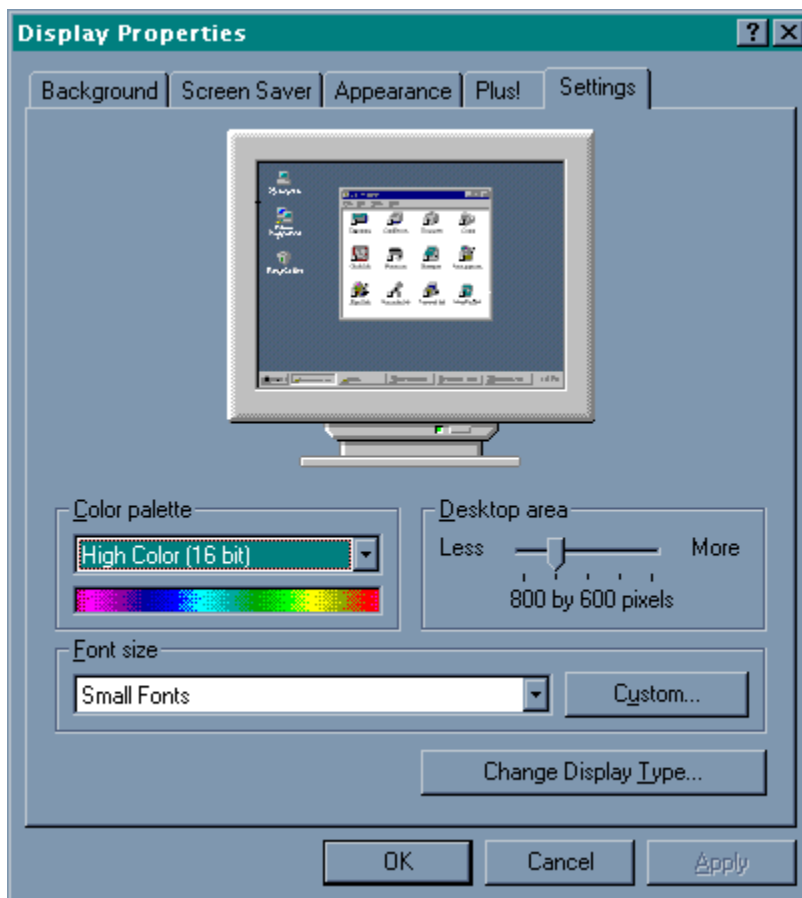 Display Properties
Background Screen Saver Appearance Plus! Settings
Color palette
High Color (16 bit)
Desktop area
Less More
800 by 600 pixels
Font size
Small Fonts
Custom...
Change Display Type...
OK Cancel Apply